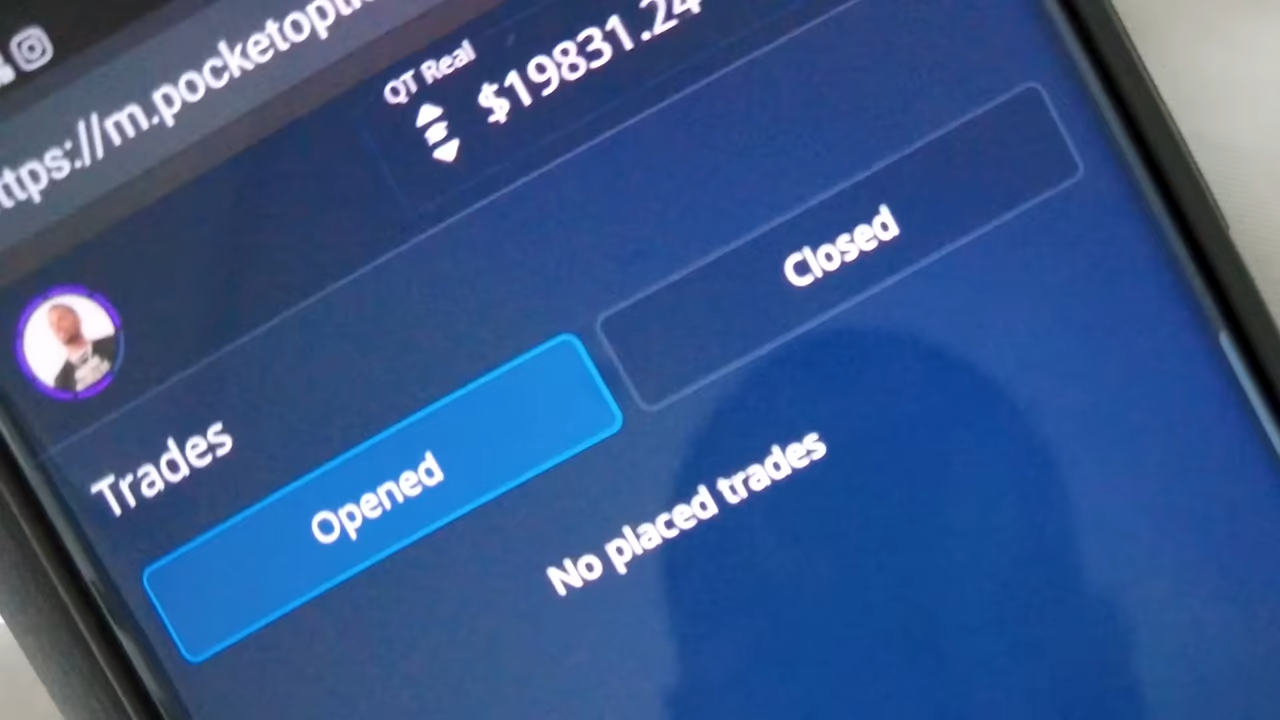 ttps://m.pocketopti
QT Real
$19831.24
Trades
Opened
Closed
No placed trades